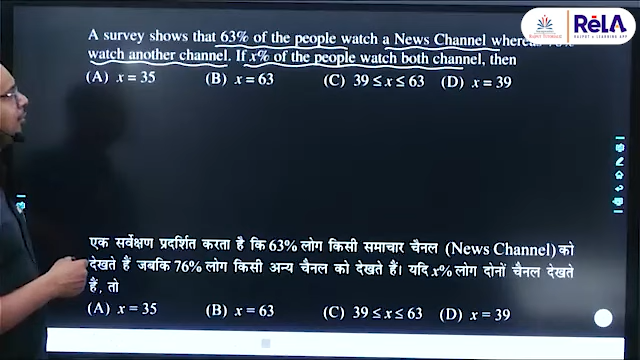 A survey shows that 63% of the people watch a News Channel whereas
watch another channel. If x% of the people watch both channel, then
(A) x = 35 (B) x = 63 (C) 39 ≤ x ≤ 63 (D) x = 39
एक सर्वेक्षण प्रदर्शित करता है कि 63% लोग किसी समाचार चैनल (News Channel) को
देखते हैं जबकि 76% लोग किसी अन्य चैनल को देखते हैं। यदि x% लोग दोनों चैनल देखते
हैं, तो
(A) x = 35 (B) x = 63 (C) 39 ≤ x ≤ 63 (D) x = 39
RELA